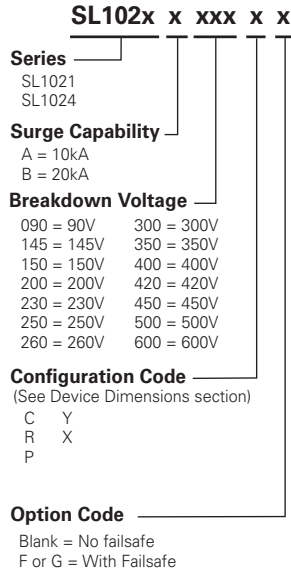 SL102x x xxx x x
Series
SL1021
SL1024
Surge Capability
A = 10kA
B = 20kA
Breakdown Voltage
090 = 90V 300 = 300V
145 = 145V 350 = 350V
150 = 150V 400 = 400V
200 = 200V 420 = 420V
230 = 230V 450 = 450V
250 = 250V 500 = 500V
260 = 260V 600 = 600V
Configuration Code
(See Device Dimensions section)
C Y
R X
P
Option Code
Blank = No failsafe
F or G = With Failsafe